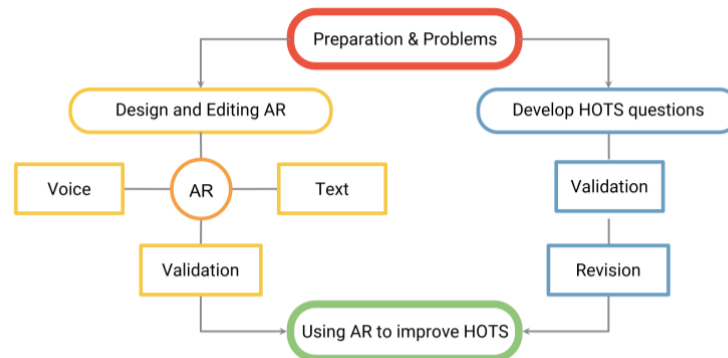 Preparation & Problems
Design and Editing AR
Develop HOTS questions
Voice
AR
Text
Validation
Validation
Revision
Using AR to improve HOTS